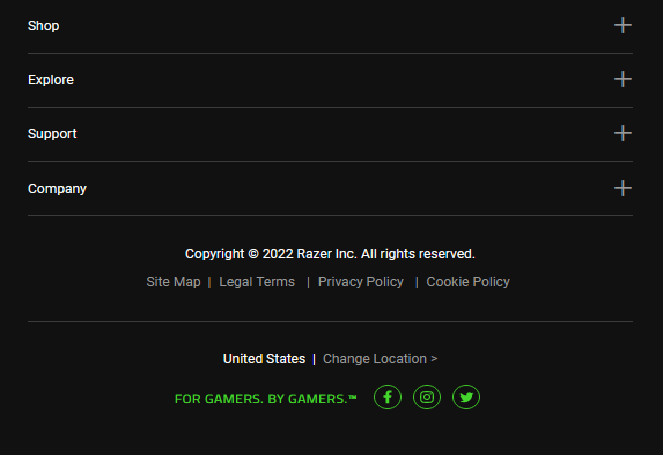 Shop
Explore
Support
Company
Copyright © 2022 Razer Inc. All rights reserved.
Site Map | Legal Terms | Privacy Policy | Cookie Policy
United States | Change Location >
FOR GAMERS. BY GAMERS.™